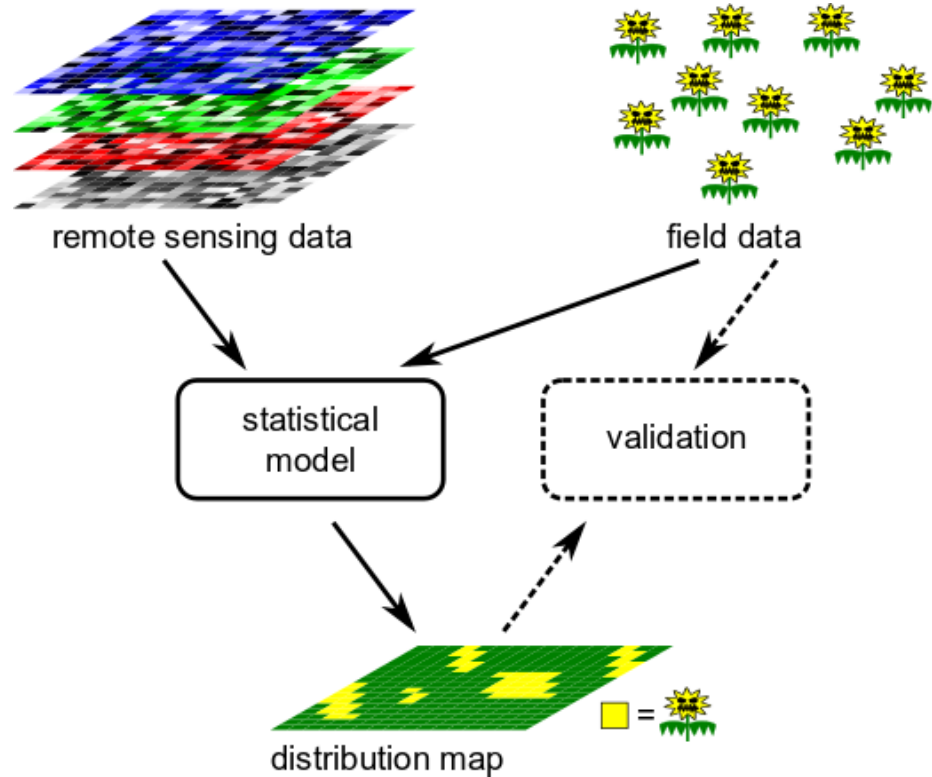 remote sensing data
field data
statistical
model
validation
=
distribution map